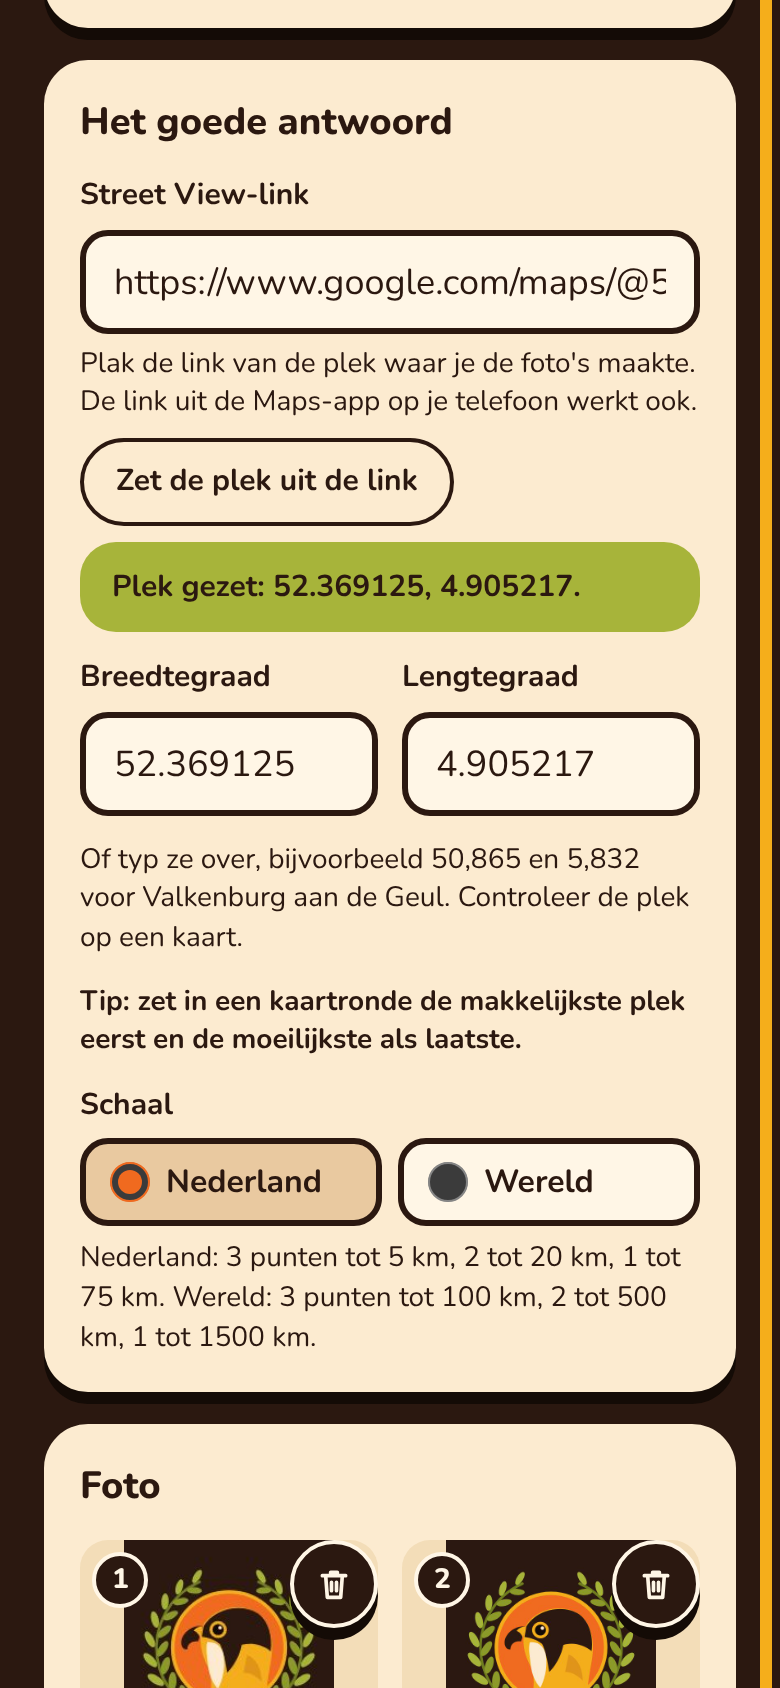 Het goede antwoord
Street View-link
https://www.google.com/maps/@5
Plak de link van de plek waar je de foto's maakte.
De link uit de Maps-app op je telefoon werkt ook.
Zet de plek uit de link
Plek gezet: 52.369125, 4.905217.
Breedtegraad Lengtegraad
52.369125 4.905217
Of typ ze over, bijvoorbeeld 50,865 en 5,832
voor Valkenburg aan de Geul. Controleer de plek
op een kaart.
Tip: zet in een kaartronde de makkelijkste plek
eerst en de moeilijkste als laatste.
Schaal
Nederland Wereld
Nederland: 3 punten tot 5 km, 2 tot 20 km, 1 tot
75 km. Wereld: 3 punten tot 100 km, 2 tot 500
km, 1 tot 1500 km.
Foto
1 2